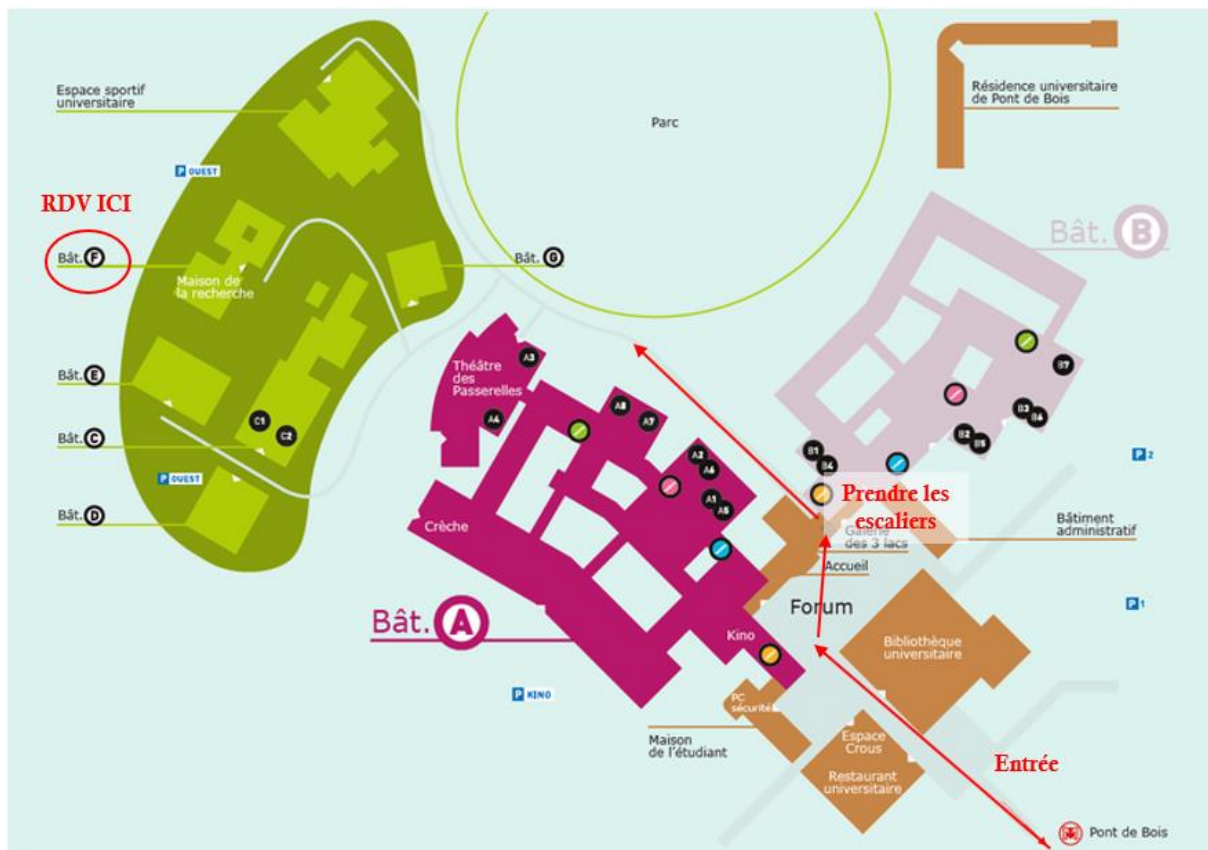 Espace sportif
universitaire
P OUEST
RDV ICI
Bât. F
Maison de
la recherche
Bât. G
Bât. E
C1
C2
Bât. C
P OUEST
Bât. D
Parc
Résidence universitaire
de Pont de Bois
Bât. B
B7
B3
B6
B2
B5
B1
B4
P 2
Prendre les
escaliers
Galerie
des 3 lacs
Bâtiment
administratif
Accueil
P 1
Théâtre
des
Passerelles
A3
A4
A8
A7
A2
A6
A1
A5
Crèche
Bât. A
Kino
Forum
Bibliothèque
universitaire
P KINO
PC
sécurité
Maison
de l'étudiant
Espace
Crous
Restaurant
universitaire
Entrée
Pont de Bois